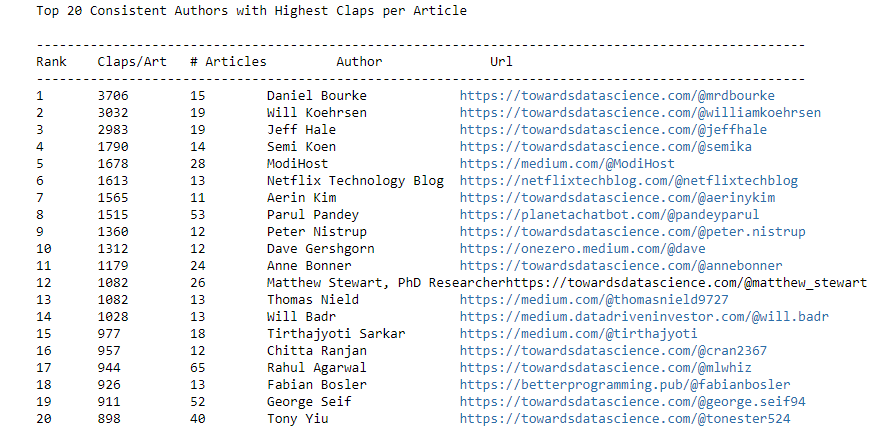 Top 20 Consistent Authors with Highest Claps per Article
----------------------------------------------------------------------------------------------------
Rank    Claps/Art   # Articles         Author              Url
----------------------------------------------------------------------------------------------------
1       3706        15        Daniel Bourke            https://towardsdatascience.com/@mrdbourke
2       3032        19        Will Koehrsen            https://towardsdatascience.com/@williamkoehrsen
3       2983        19        Jeff Hale                https://towardsdatascience.com/@jeffhale
4       1790        14        Semi Koen                https://towardsdatascience.com/@semika
5       1678        28        ModiHost                 https://medium.com/@ModiHost
6       1613        13        Netflix Technology Blog  https://netflixtechblog.com/@netflixtechblog
7       1565        11        Aerin Kim                https://towardsdatascience.com/@aerinykim
8       1515        53        Parul Pandey             https://planetachatbot.com/@pandeyparul
9       1360        12        Peter Nistrup            https://towardsdatascience.com/@peter.nistrup
10      1312        12        Dave Gershgorn           https://onezero.medium.com/@dave
11      1179        24        Anne Bonner              https://towardsdatascience.com/@annebonner
12      1082        26        Matthew Stewart, PhD Researcherhttps://towardsdatascience.com/@matthew_stewart
13      1082        13        Thomas Nield             https://medium.com/@thomasnield9727
14      1028        13        Will Badr                https://medium.datadriveninvestor.com/@will.badr
15      977         18        Tirthajyoti Sarkar       https://medium.com/@tirthajyoti
16      957         12        Chitta Ranjan            https://towardsdatascience.com/@cran2367
17      944         65        Rahul Agarwal            https://towardsdatascience.com/@mlwhiz
18      926         13        Fabian Bosler            https://betterprogramming.pub/@fabianbosler
19      911         52        George Seif              https://towardsdatascience.com/@george.seif94
20      898         40        Tony Yiu                 https://towardsdatascience.com/@tonester524